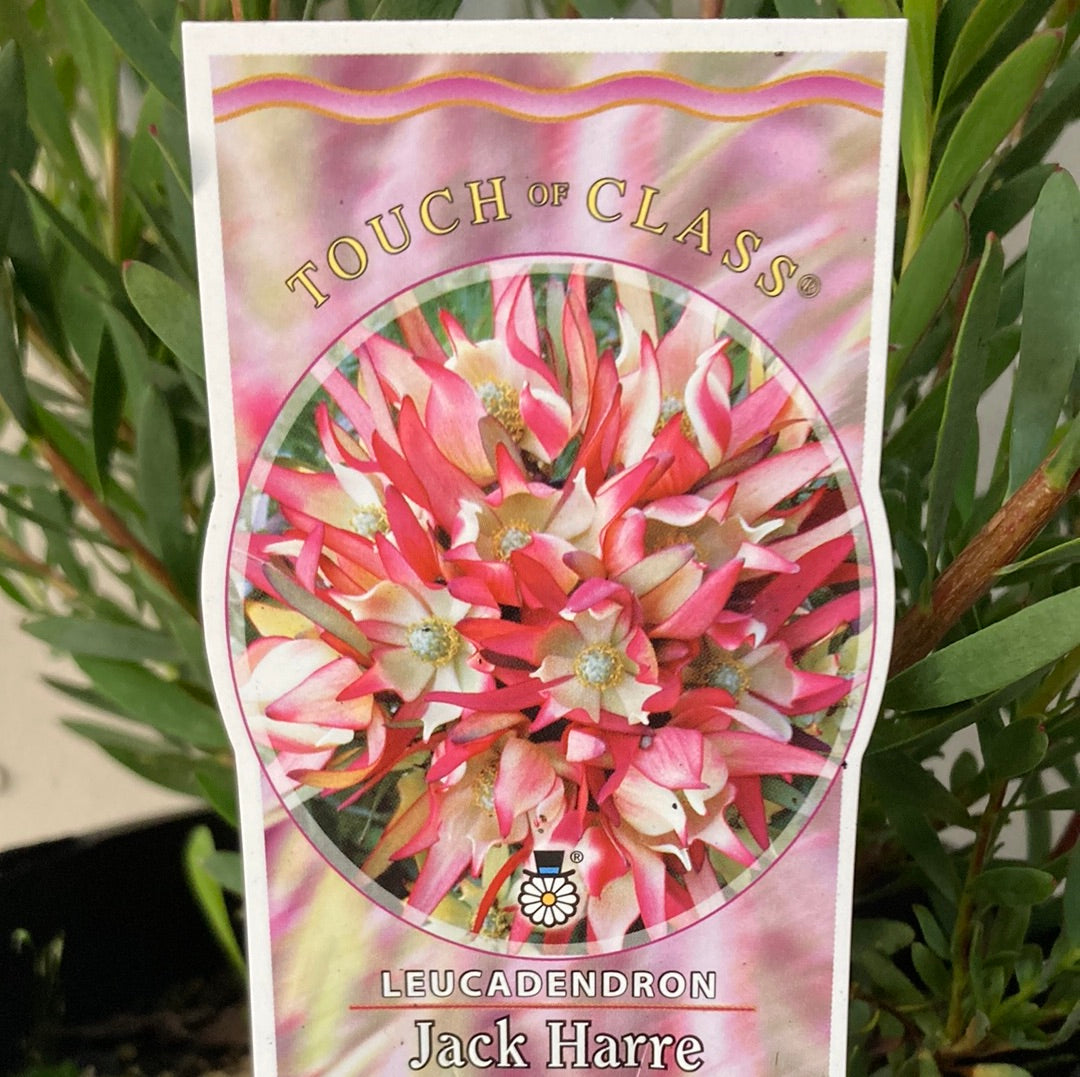 TOUCH OF CLASS®
®
LEUCADENDRON
Jack Harre